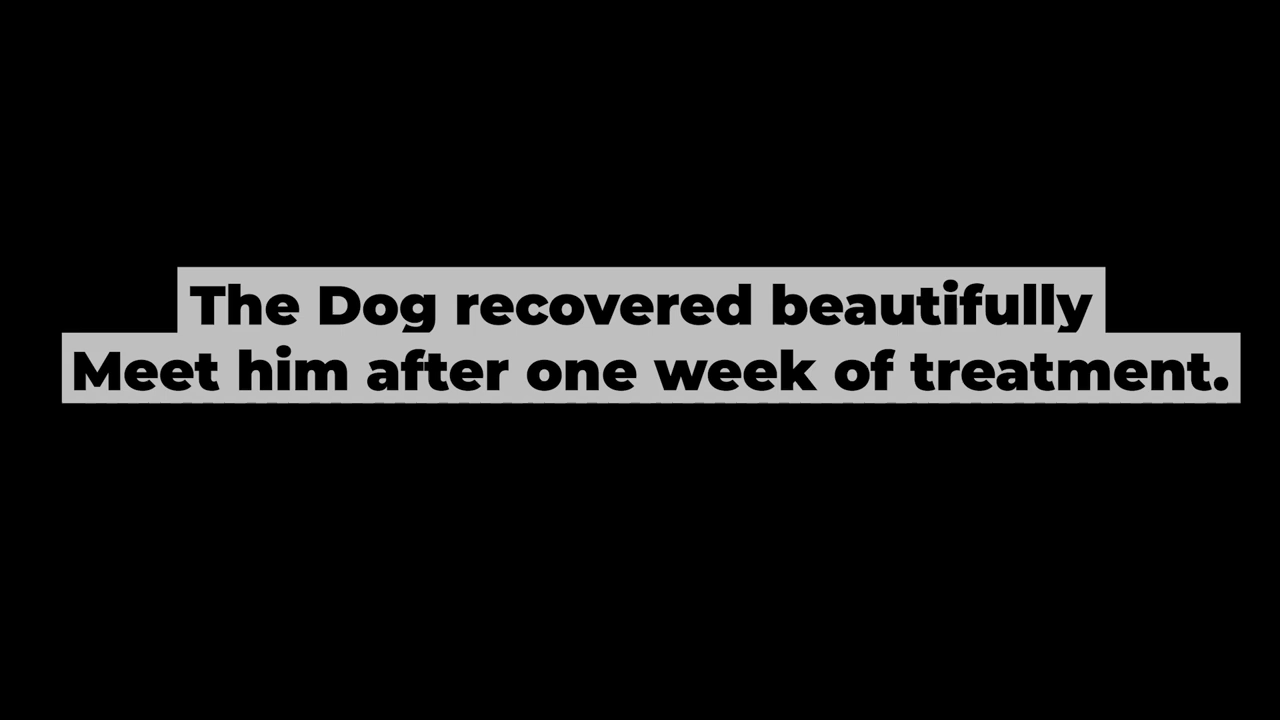 The Dog recovered beautifully
Meet him after one week of treatment.